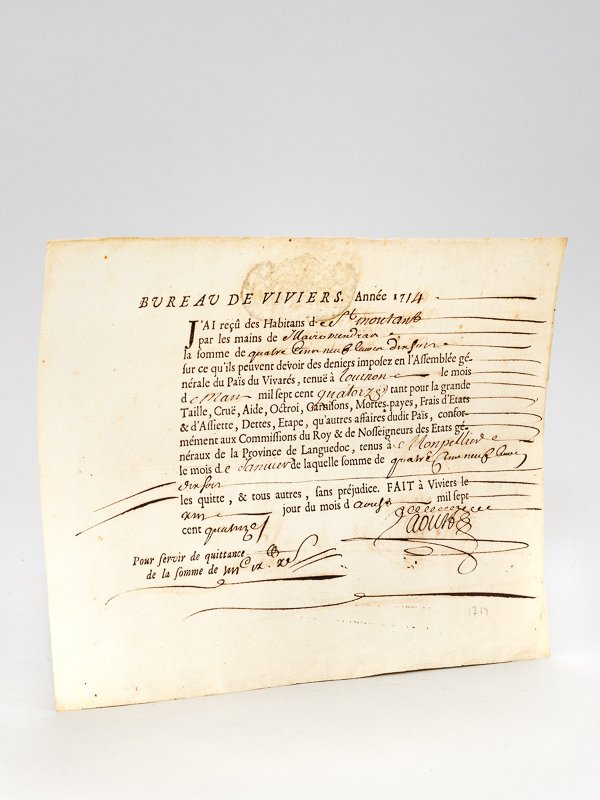 BUREAU DE VIVIERS. Année 1714
J'AI reçû des Habitans de St montant
par les mains de
la somme de quatre Cens neuf livres dix sols
sur ce qu'ils peuvent devoir des deniers imposez en l'Assemblée gé-
nérale du Païs du Vivarés, tenuë à tournon le mois
de Mars mil sept cent quatorze tant pour la grande
Taille, Cruë, Aide, Octroi, Garnisons, Mortes-payes, Frais d'Etats
& d'Assiette, Dettes, Etape, qu'autres affaires dudit Païs, confor-
mément aux Commissions du Roy & de Nosseigneurs des Etats gé-
néraux de la Province de Languedoc, tenus à Monpellier
le mois de Janvier de laquelle somme de quatre Cens neuf livres
dix sols
les quitte, & tous autres, sans préjudice. FAIT à Viviers le
jour du mois d'aoust mil sept
cent quatorze
Pour servir de quittance
de la somme de
1714